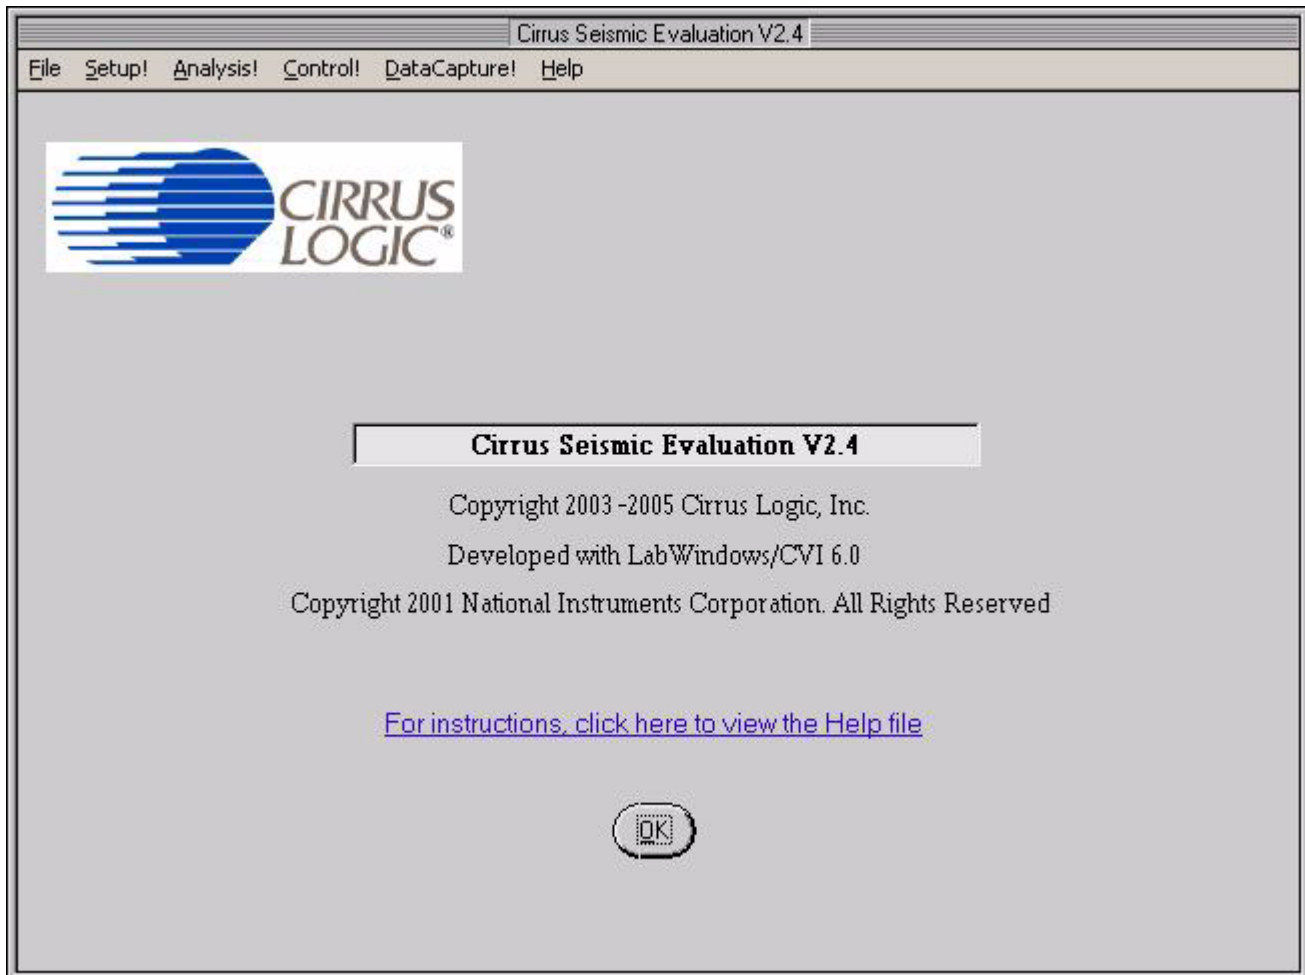 Cirrus Seismic Evaluation V2.4
File Setup! Analysis! Control! DataCapture! Help
CIRRUS
LOGIC®
Cirrus Seismic Evaluation V2.4
Copyright 2003 -2005 Cirrus Logic, Inc.
Developed with LabWindows/CVI 6.0
Copyright 2001 National Instruments Corporation. All Rights Reserved
For instructions, click here to view the Help file
OK